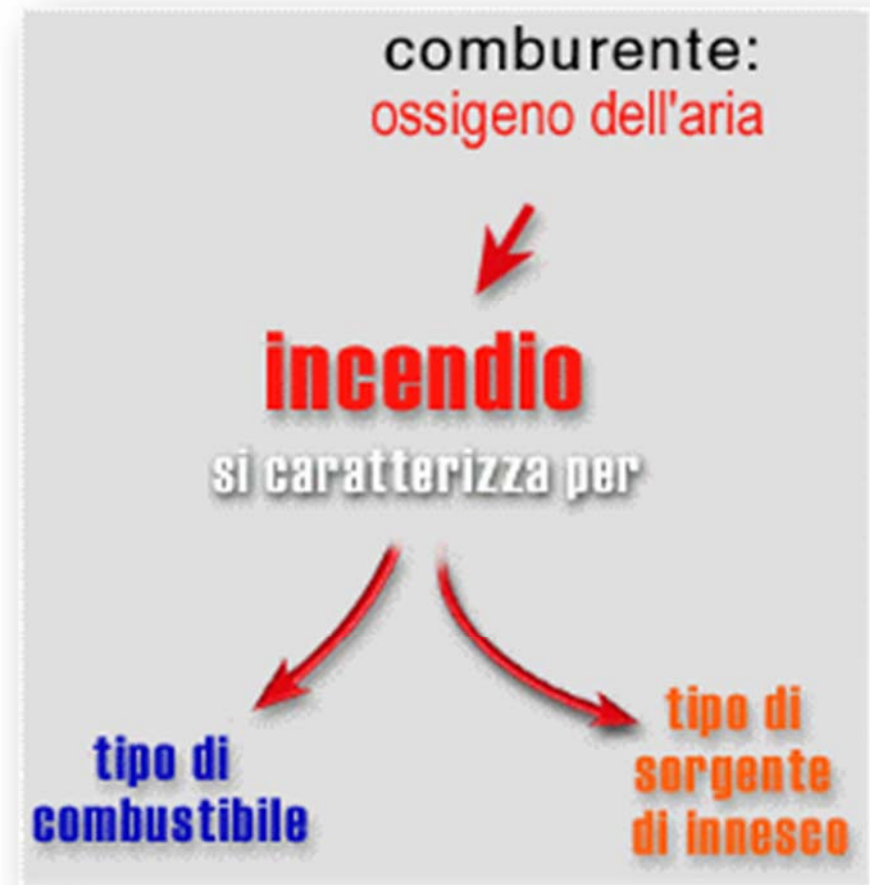 comburente:
ossigeno dell'aria
incendio
si caratterizza per
tipo di
combustibile
tipo di
sorgente
di innesco